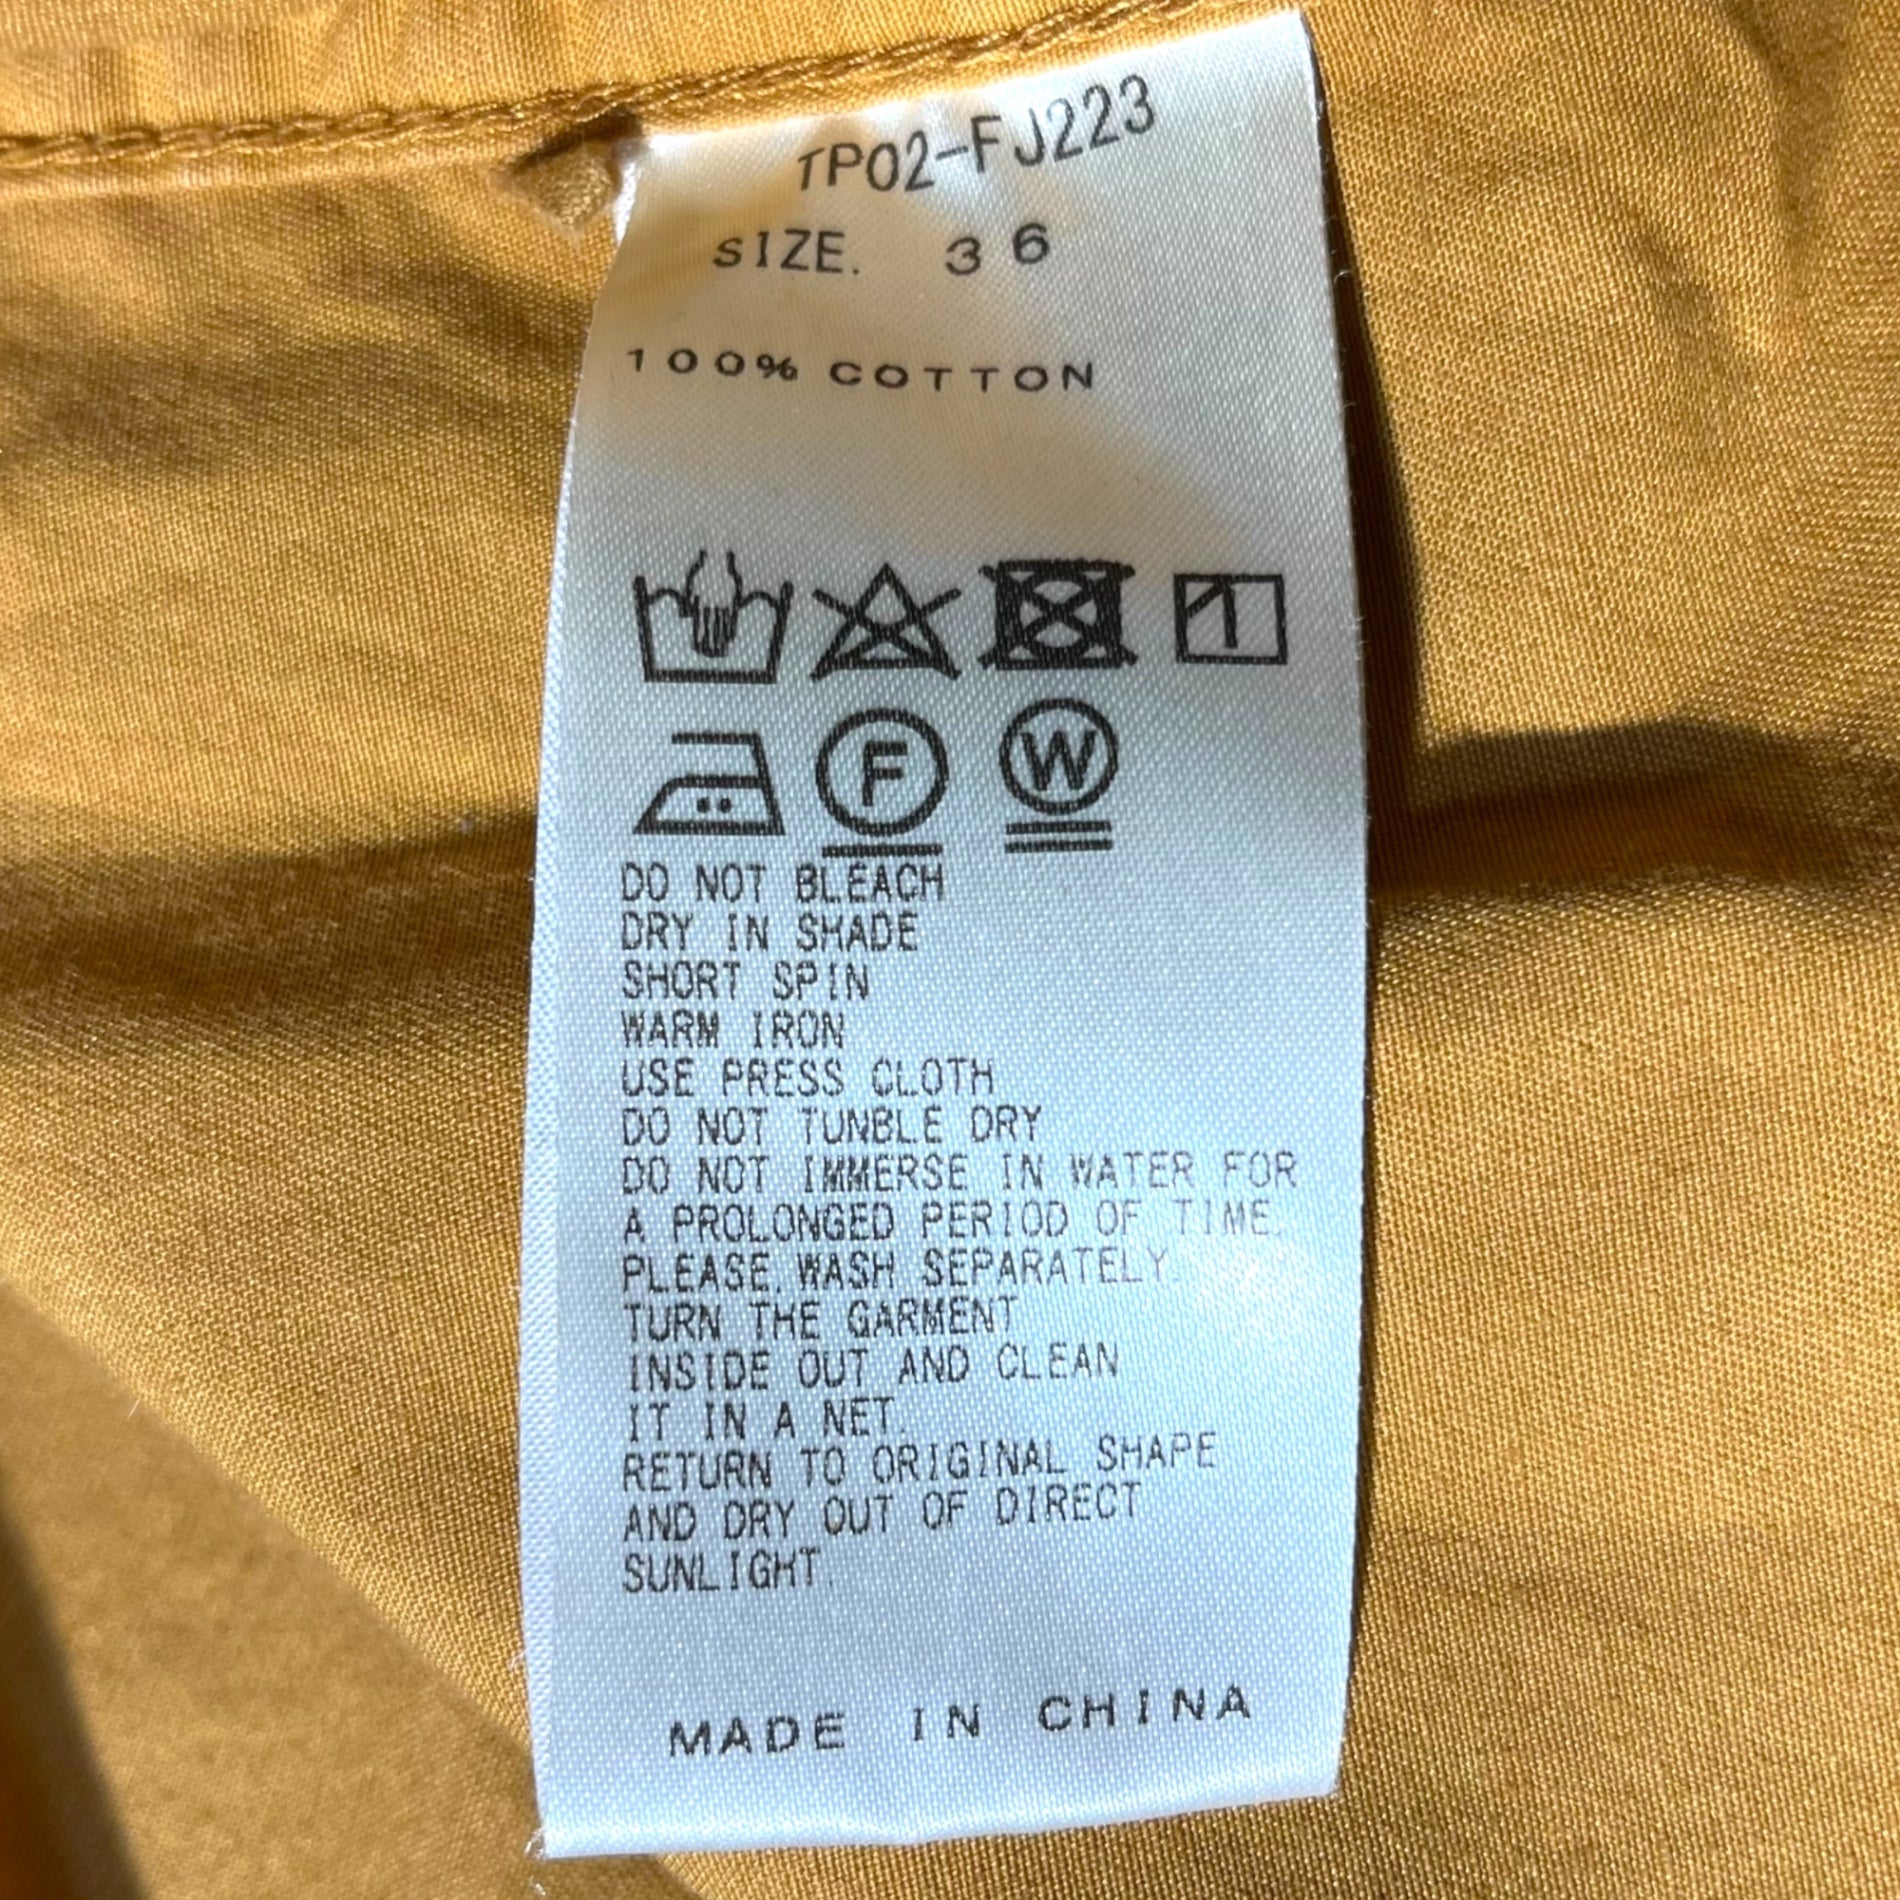 TP02-FJ223
SIZE. 36
100% COTTON
F W
DO NOT BLEACH
DRY IN SHADE
SHORT SPIN
WARM IRON
USE PRESS CLOTH
DO NOT TUNBLE DRY
DO NOT IMMERSE IN WATER FOR
A PROLONGED PERIOD OF TIME.
PLEASE.WASH SEPARATELY.
TURN THE GARMENT
INSIDE OUT AND CLEAN
IT IN A NET.
RETURN TO ORIGINAL SHAPE
AND DRY OUT OF DIRECT
SUNLIGHT.
MADE IN CHINA